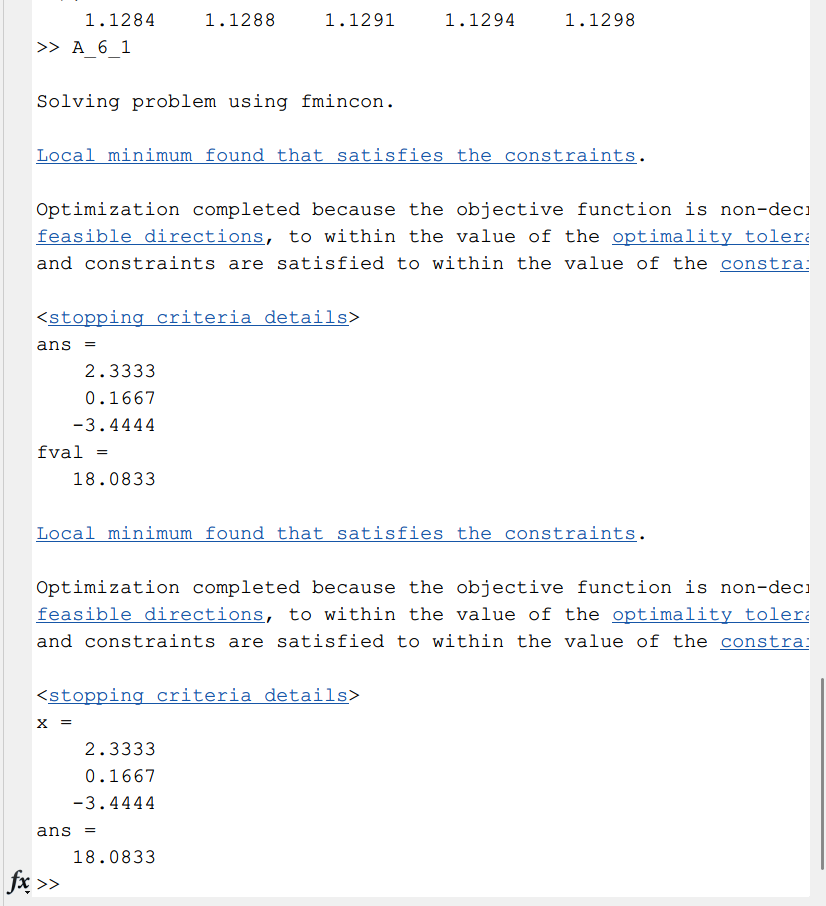 1.1284 1.1288 1.1291 1.1294 1.1298
>> A_6_1
Solving problem using fmincon.
Local minimum found that satisfies the constraints.
Optimization completed because the objective function is non-dec
feasible directions, to within the value of the optimality toler
and constraints are satisfied to within the value of the constra
<stopping criteria details>
ans =
2.3333
0.1667
-3.4444
fval =
18.0833
Local minimum found that satisfies the constraints.
Optimization completed because the objective function is non-dec
feasible directions, to within the value of the optimality toler
and constraints are satisfied to within the value of the constra
<stopping criteria details>
x =
2.3333
0.1667
-3.4444
ans =
18.0833
fx >>